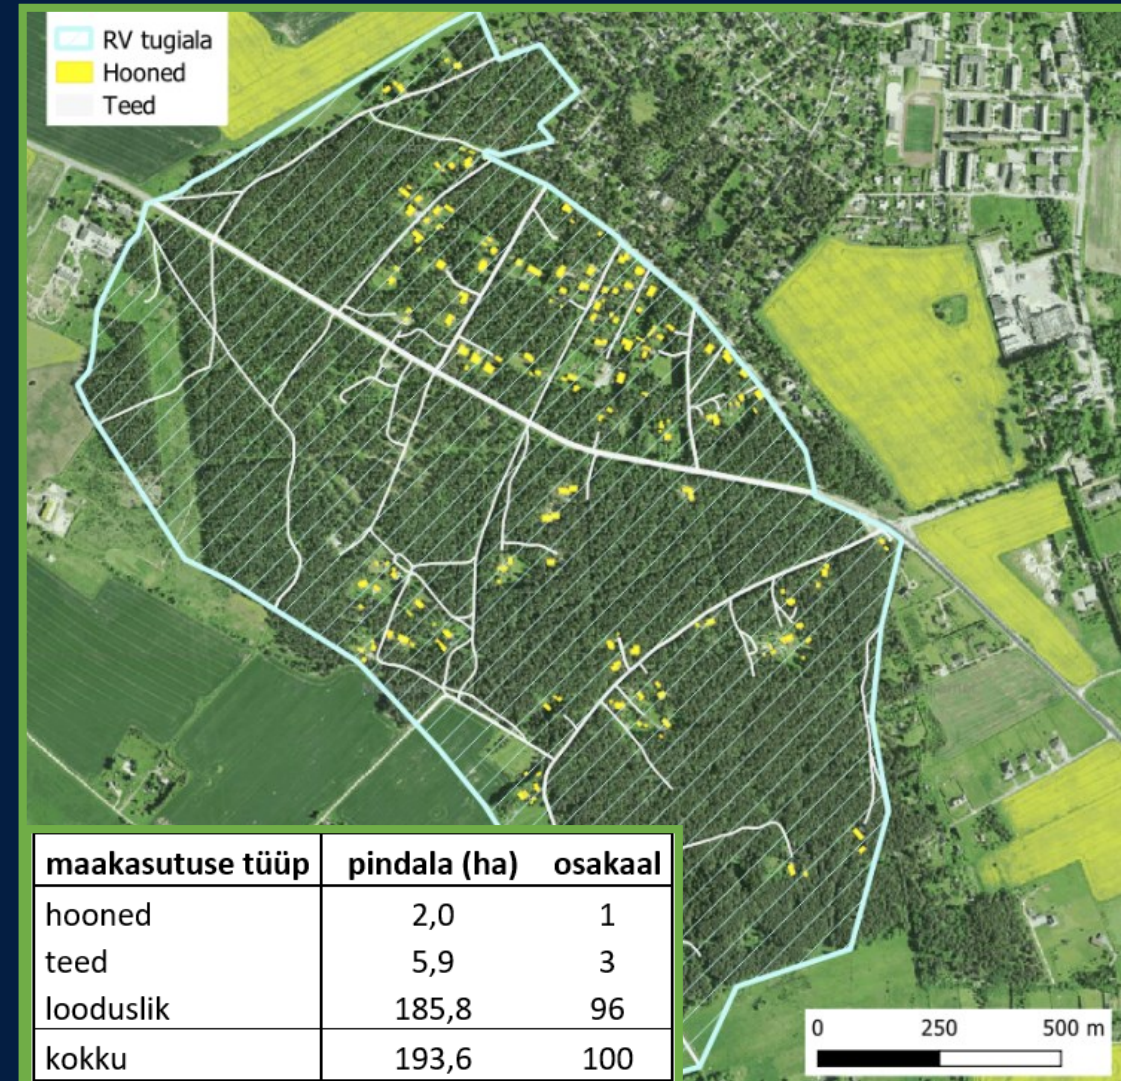 RV tugiala
Hooned
Teed
maakasutuse tüüp pindala (ha) osakaal
hooned 2,0 1
teed 5,9 3
looduslik 185,8 96
kokku 193,6 100
0 250 500 m